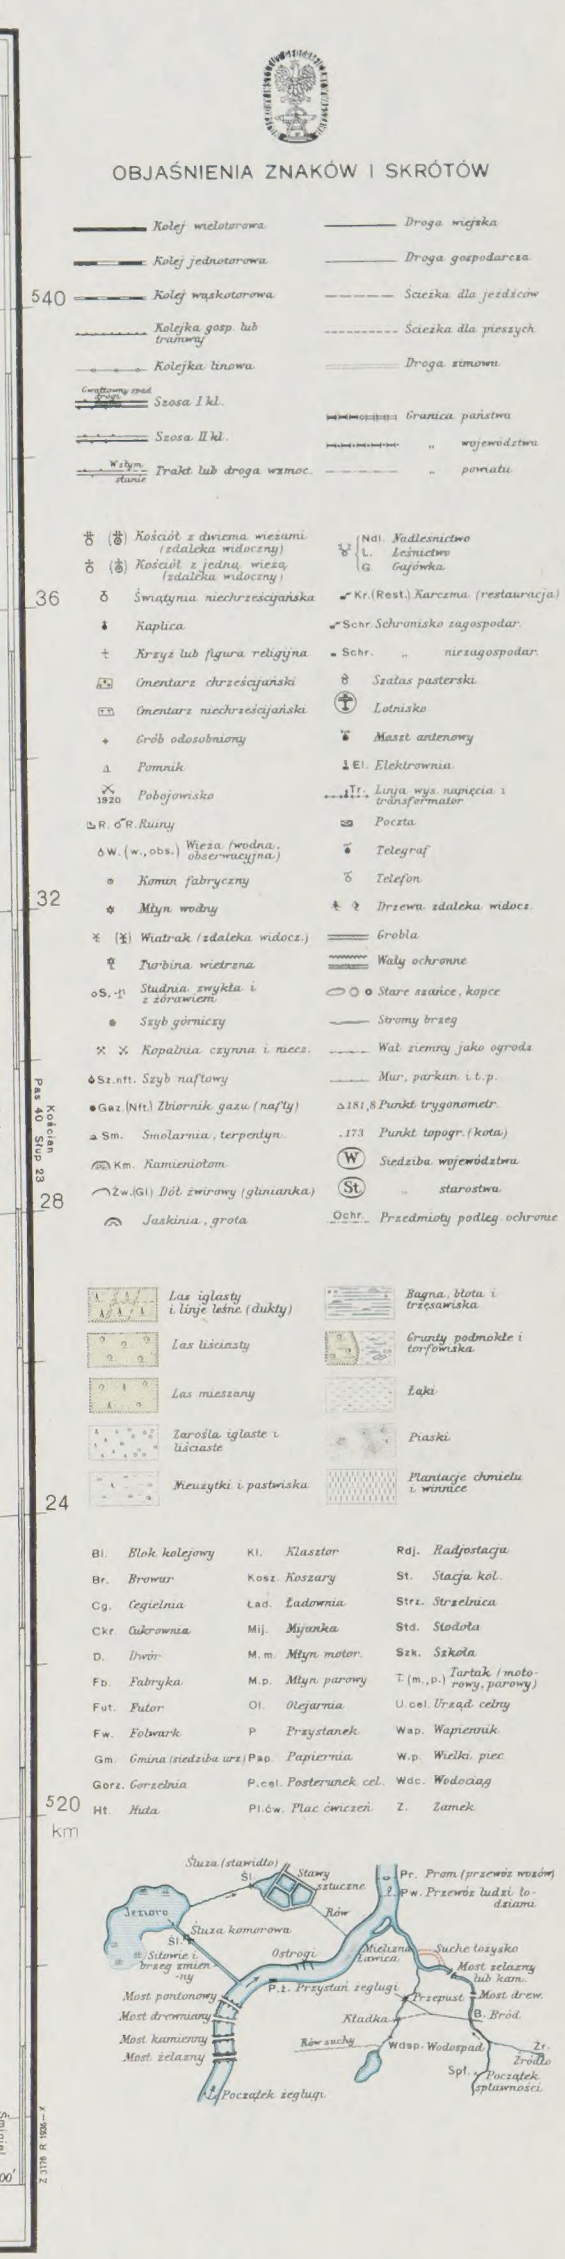 OBJAŚNIENIA ZNAKÓW I SKRÓTÓW
Kolej wielotorowa
Kolej jednotorowa
540
Kolej wąskotorowa
Kolejka gosp. lub
tramwaj
Kolejka linowa
Gwałtowny spad
drogi
Szosa I kl.
Szosa II kl.
W złym
stanie
Trakt lub droga wzmoc.
Droga wiejska
Droga gospodarcza
Ścieżka dla jeźdźców
Ścieżka dla pieszych
Droga zimowa
Granica państwa
„ województwa
„ powiatu
Kościół z dwiema wieżami
(zdaleka widoczny)
Kościół z jedną wieżą
(zdaleka widoczny)
36
Świątynia niechrześcijańska
Kaplica
Krzyż lub figura religijna
Cmentarz chrześcijański
Cmentarz niechrześcijański
Grób odosobniony
Pomnik
1920 Pobojowisko
R. R. Ruiny
W. (w., obs.) Wieża (wodna,
obserwacyjna)
Komin fabryczny
32
Młyn wodny
Wiatrak (zdaleka widocz.)
Turbina wietrzna
S. Studnia zwykła i
z żórawiem
Szyb górniczy
Kopalnia czynna i niecz.
Sz.nft. Szyb naftowy
Gaz.(Nft.) Zbiornik gazu (nafty)
Sm. Smolarnia, terpentyn.
Km. Kamieniołom
Żw.(Gl) Dół żwirowy (glinianka)
Jaskinia, grota
Kościan
Pas 40 Słup 23
28
Ndl. Nadleśnictwo
L. Leśnictwo
G. Gajówka
Kr.(Rest.) Karczma (restauracja)
Schr. Schronisko zagospodar.
Schr. „ niezagospodar.
Szałas pasterski
Lotnisko
Maszt antenowy
El. Elektrownia
Tr. Linja wys. napięcia i
transformator
Poczta
Telegraf
Telefon
Drzewa zdaleka widocz.
Grobla
Wały ochronne
Stare szańce, kopce
Stromy brzeg
Wał ziemny jako ogrodz
Mur, parkan i t.p.
181,8 Punkt trygonometr.
.173 Punkt topogr. (kota)
W Siedziba województwa
St. „ starostwa
Ochr. Przedmioty podleg. ochronie
Las iglasty
i linje leśne (dukty)
Las liściasty
Las mieszany
Zarośla iglaste i
liściaste
Nieużytki i pastwiska
24
Bagna, błota i
trzęsawiska
Grunty podmokłe i
torfowiska
Łąki
Piaski
Plantacje chmielu
i winnice
Bl. Blok kolejowy
Br. Browar
Cg. Cegielnia
Ckr. Cukrownia
D. Dwór
Fb. Fabryka
Fut. Futor
Fw. Folwark
Gm. Gmina (siedziba urz)
Gorz. Gorzelnia
Ht. Huta
Kl. Klasztor
Kosz. Koszary
Ład. Ładownia
Mij. Mijanka
M.m. Młyn motor.
M.p. Młyn parowy
Ol. Olejarnia
P Przystanek
Pap. Papiernia
P.cel. Posterunek cel.
Pl.ćw. Plac ćwiczeń
Rdj. Radjostacja
St. Stacja kol.
Strz. Strzelnica
Std. Stodoła
Szk. Szkoła
T. (m.,p.) Tartak (moto-
rowy, parowy)
U.cel. Urząd celny
Wap. Wapiennik
W.p. Wielki piec
Wdc. Wodociąg
Z. Zamek
520
km
Śluza (stawidło)
Śl.
Stawy
sztuczne
Pr. Prom (przewóz wozów)
Pw. Przewóz ludzi ło-
dziami
Jezioro
Rów
Śluza komorowa
Śl.
Sitowie i
brzeg zmien-
ny
Ostrogi
Mielizna
Ławica
Suche łożysko
Most żelazny
lub kam.
P.ż. Przystań żeglugi
Most pontonowy
Most drewniany
Most kamienny
Most żelazny
Przepust
Most drew.
Kładka
B. Bród
Rów suchy
Wdsp. Wodospad
Źr.
Źródło
Spł.
Początek
spławności
Początek żeglugi